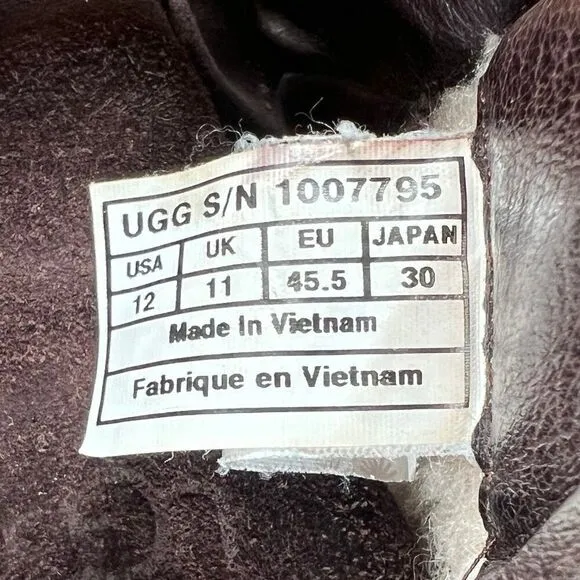 UGG S/N 1007795
USA UK EU JAPAN
12 11 45.5 30
Made In Vietnam
Fabrique en Vietnam